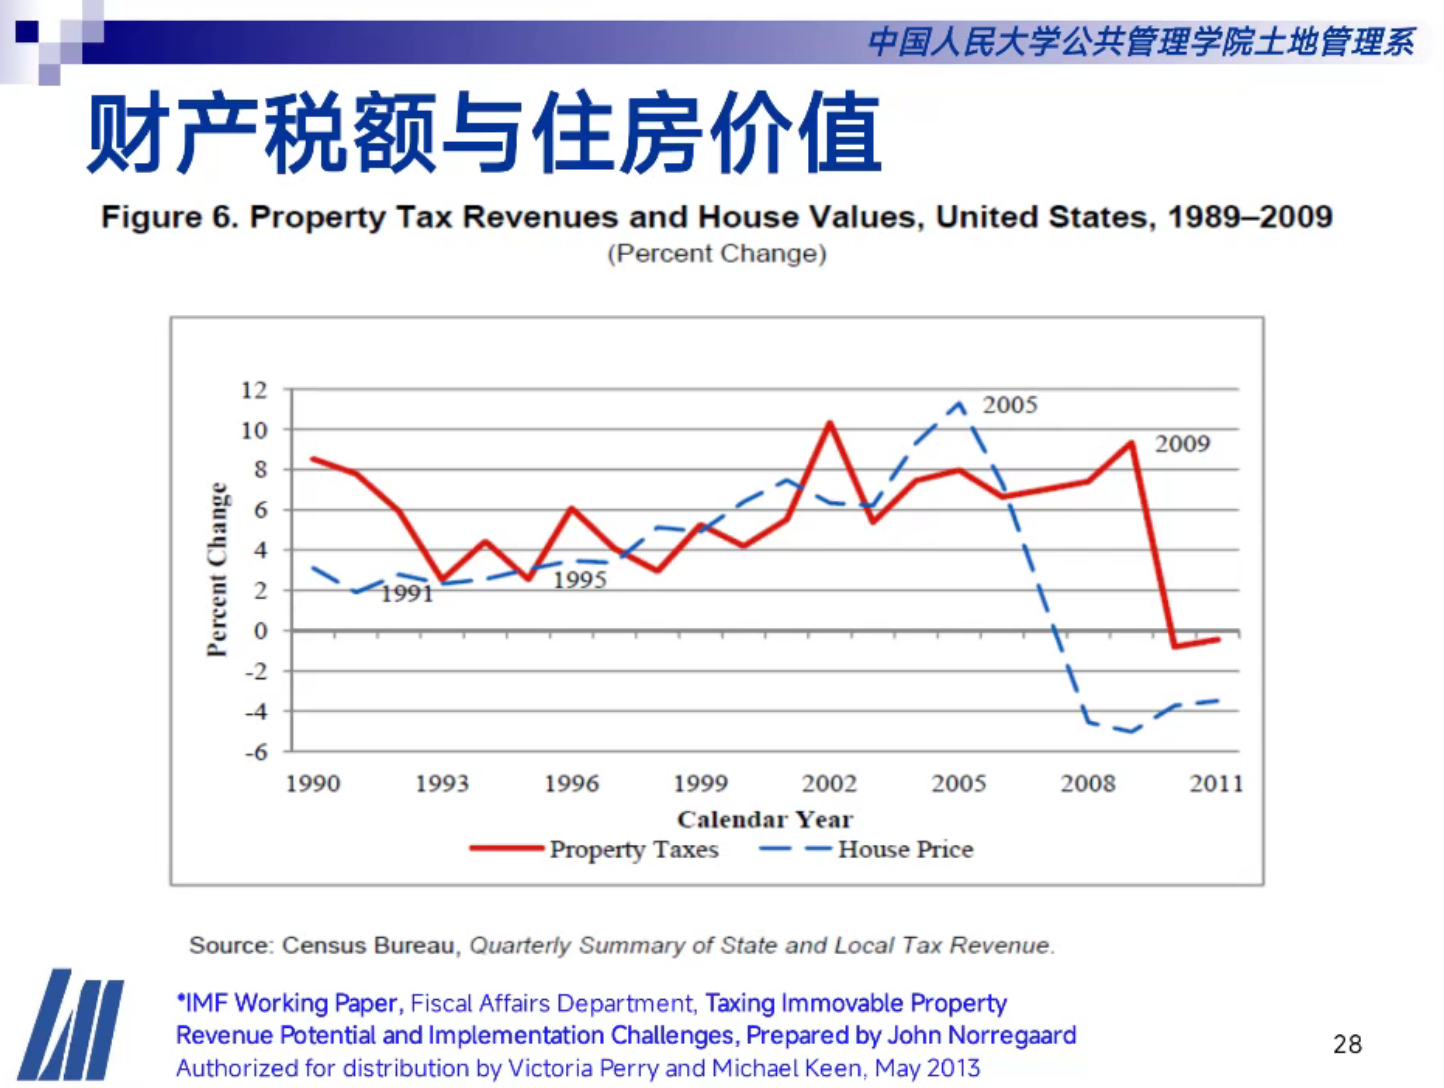 中国人民大学公共管理学院土地管理系
财产税额与住房价值
Figure 6. Property Tax Revenues and House Values, United States, 1989–2009
(Percent Change)
12
10
8
6
4
2
0
-2
-4
-6
Percent Change
2005
2009
1991
1995
1990 1993 1996 1999 2002 2005 2008 2011
Calendar Year
Property Taxes House Price
Source: Census Bureau, Quarterly Summary of State and Local Tax Revenue.
*IMF Working Paper, Fiscal Affairs Department, Taxing Immovable Property
Revenue Potential and Implementation Challenges, Prepared by John Norregaard
Authorized for distribution by Victoria Perry and Michael Keen, May 2013
28